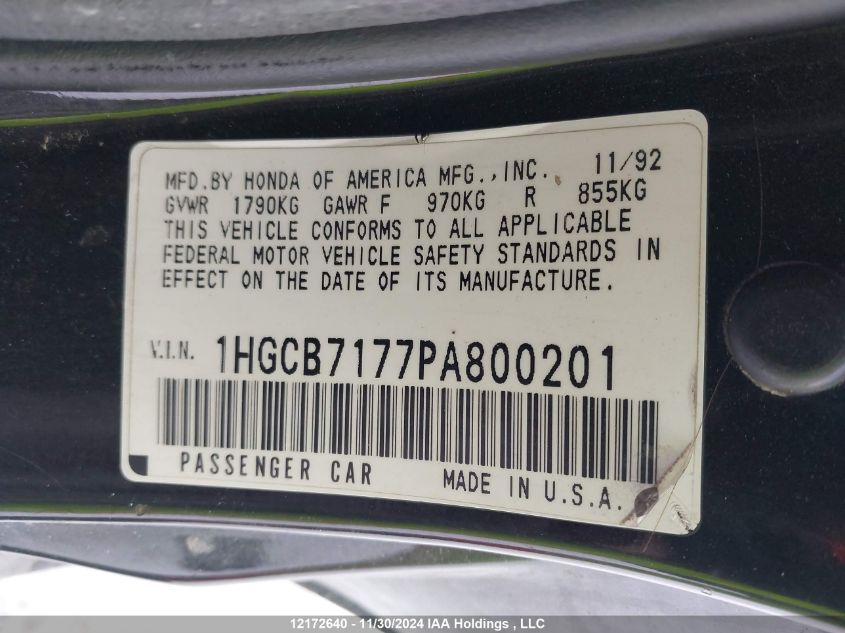 MFD.BY HONDA OF AMERICA MFG.,INC. 11/92
GVWR 1790KG GAWR F 970KG R 855KG
THIS VEHICLE CONFORMS TO ALL APPLICABLE
FEDERAL MOTOR VEHICLE SAFETY STANDARDS IN
EFFECT ON THE DATE OF ITS MANUFACTURE.
V.I.N. 1HGCB7177PA800201
PASSENGER CAR MADE IN U.S.A.
12172640 - 11/30/2024 IAA Holdings , LLC